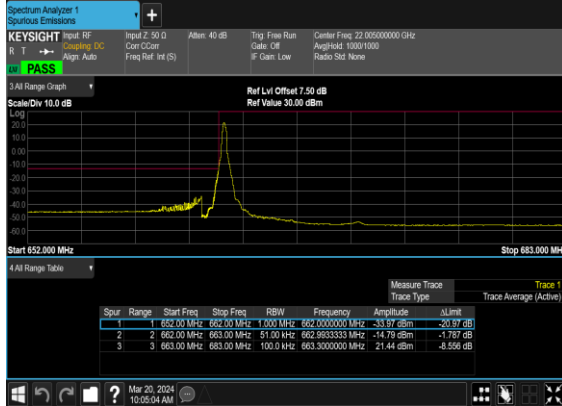 Spectrum Analyzer 1
Spurious Emissions
+
KEYSIGHT Input: RF Input Z: 50 Ω Atten: 40 dB Trig: Free Run Center Freq: 22.005000000 GHz
R T Coupling: DC Corr CCorr Gate: Off Avg|Hold: 1000/1000
Align: Auto Freq Ref: Int (S) IF Gain: Low Radio Std: None
PASS
3 All Range Graph
Ref Lvl Offset 7.50 dB
Scale/Div 10.0 dB Ref Value 30.00 dBm
Log
20.0
10.0
0.00
-10.0
-20.0
-30.0
-40.0
-50.0
-60.0
Start 652.000 MHz Stop 683.000 MHz
4 All Range Table
Measure Trace Trace 1
Trace Type Trace Average (Active)
Spur Range Start Freq Stop Freq RBW Frequency Amplitude ΔLimit
1 1 652.00 MHz 662.00 MHz 1.000 MHz 662.0000000 MHz -33.97 dBm -20.97 dB
2 2 662.00 MHz 663.00 MHz 51.00 kHz 662.9933333 MHz -14.79 dBm -1.787 dB
3 3 663.00 MHz 683.00 MHz 100.0 kHz 663.3000000 MHz 21.44 dBm -8.556 dB
? Mar 20, 2024
10:05:04 AM